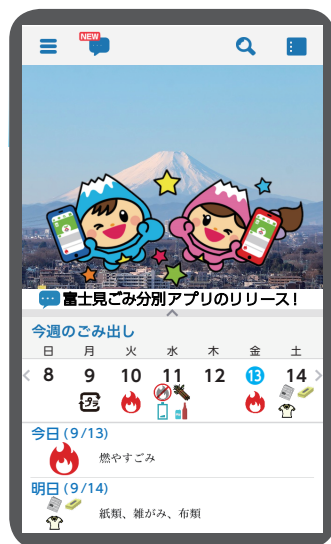 NEW
富士見ごみ分別アプリのリリース！
今週のごみ出し
日 月 火 水 木 金 土
8 9 10 11 12 13 14
プラ
今日(9/13)
燃やすごみ
明日(9/14)
紙類、雑がみ、布類